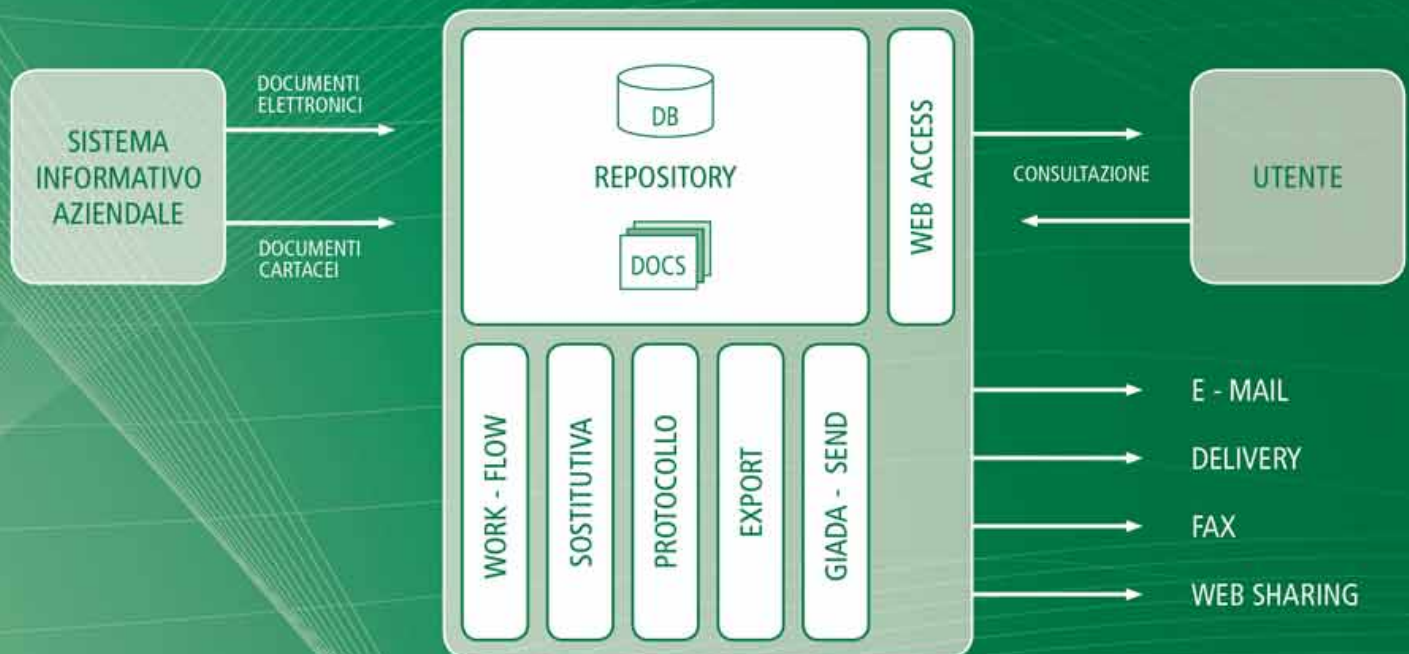 SISTEMA
INFORMATIVO
AZIENDALE
DOCUMENTI
ELETTRONICI
DOCUMENTI
CARTACEI
DB
REPOSITORY
DOCS
WEB ACCESS
WORK - FLOW
SOSTITUTIVA
PROTOCOLLO
EXPORT
GIADA - SEND
CONSULTAZIONE
UTENTE
E - MAIL
DELIVERY
FAX
WEB SHARING